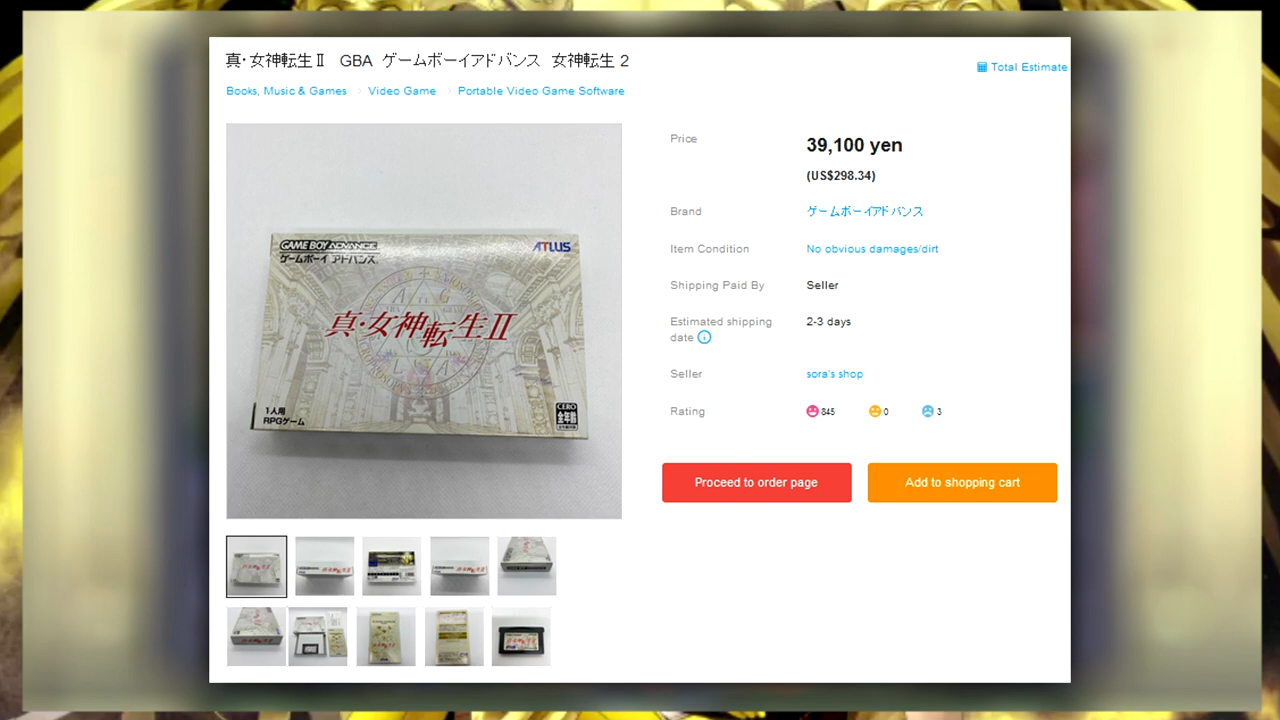 真・女神転生Ⅱ GBA ゲームボーイアドバンス 女神転生 2
Total Estimate
Books, Music & Games
Video Game
Portable Video Game Software
Price
39,100 yen
(US$298.34)
Brand
ゲームボーイアドバンス
Item Condition
No obvious damages/dirt
Shipping Paid By
Seller
Estimated shipping
date
2-3 days
Seller
sora's shop
Rating
845
0
3
Proceed to order page
Add to shopping cart
GAME BOY ADVANCE
ゲームボーイ アドバンス
ATLUS
真・女神転生Ⅱ
1人用
RPGゲーム
CERO
全年齢